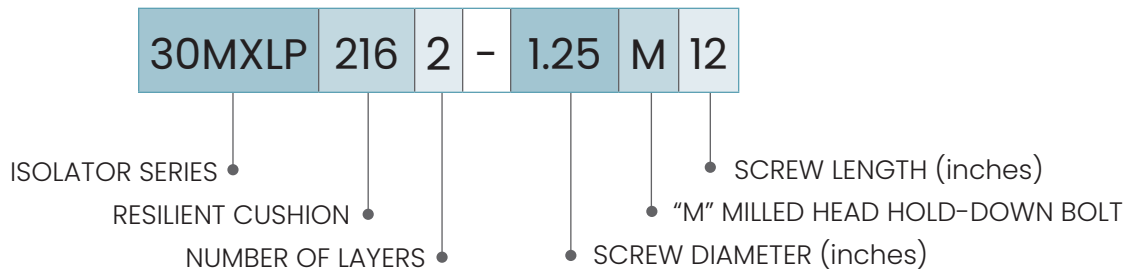 30MXLP 216 2 - 1.25 M 12
ISOLATOR SERIES
SCREW LENGTH (inches)
RESILIENT CUSHION
“M” MILLED HEAD HOLD-DOWN BOLT
NUMBER OF LAYERS
SCREW DIAMETER (inches)